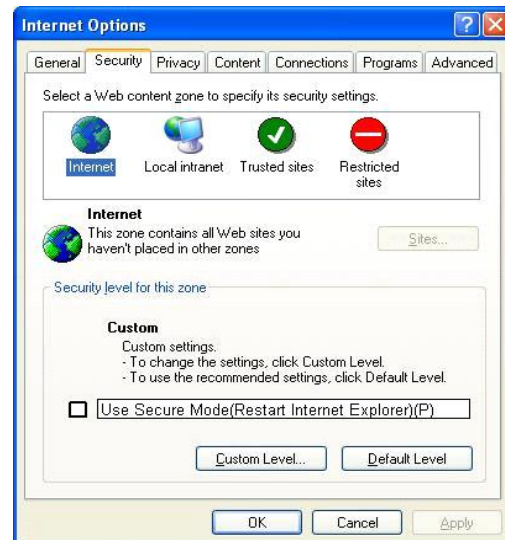 Internet Options
General Security Privacy Content Connections Programs Advanced
Select a Web content zone to specify its security settings.
Internet Local intranet Trusted sites Restricted sites
Internet
This zone contains all Web sites you
haven't placed in other zones
Sites...
Security level for this zone
Custom
Custom settings.
- To change the settings, click Custom Level.
- To use the recommended settings, click Default Level.
Use Secure Mode(Restart Internet Explorer)(P)
Custom Level... Default Level
OK Cancel Apply